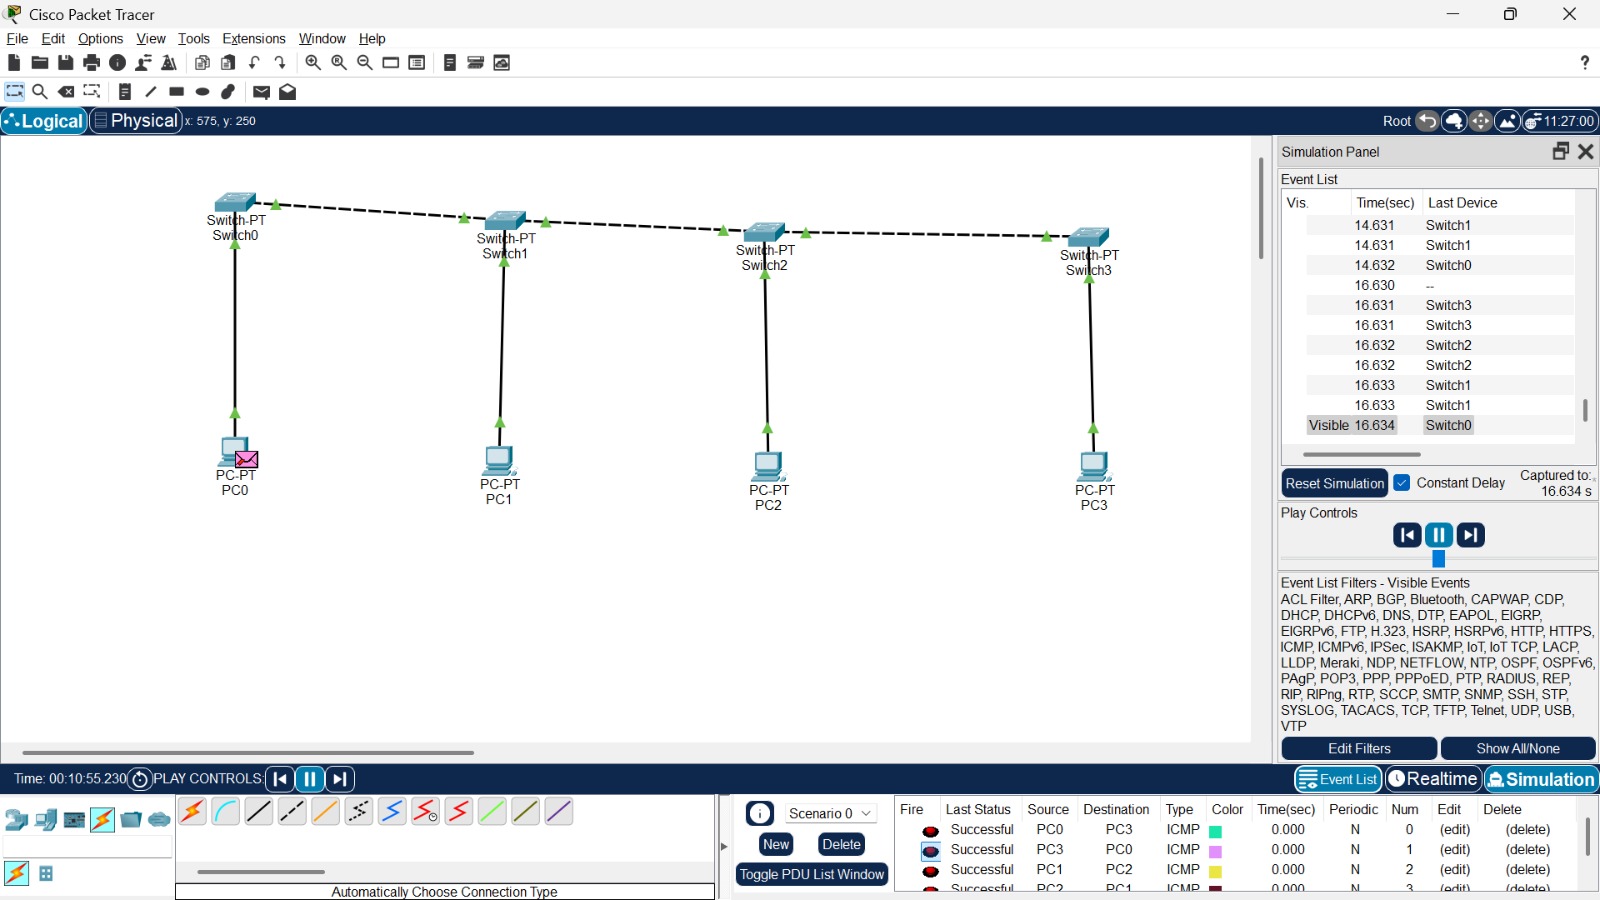 Cisco Packet Tracer
File Edit Options View Tools Extensions Window Help
Logical Physical x: 575, y: 250
Root 11:27:00
Switch-PT
Switch0
Switch-PT
Switch1
Switch-PT
Switch2
Switch-PT
Switch3
PC-PT
PC0
PC-PT
PC1
PC-PT
PC2
PC-PT
PC3
Simulation Panel
Event List
Vis. Time(sec) Last Device
14.631 Switch1
14.631 Switch1
14.632 Switch0
16.630 --
16.631 Switch3
16.631 Switch3
16.632 Switch2
16.632 Switch2
16.633 Switch1
16.633 Switch1
Visible 16.634 Switch0
Reset Simulation Constant Delay Captured to:
16.634 s
Play Controls
Event List Filters - Visible Events
ACL Filter, ARP, BGP, Bluetooth, CAPWAP, CDP,
DHCP, DHCPv6, DNS, DTP, EAPOL, EIGRP,
EIGRPv6, FTP, H.323, HSRP, HSRPv6, HTTP, HTTPS,
ICMP, ICMPv6, IPSec, ISAKMP, IoT, IoT TCP, LACP,
LLDP, Meraki, NDP, NETFLOW, NTP, OSPF, OSPFv6,
PAgP, POP3, PPP, PPPoED, PTP, RADIUS, REP,
RIP, RIPng, RTP, SCCP, SMTP, SNMP, SSH, STP,
SYSLOG, TACACS, TCP, TFTP, Telnet, UDP, USB,
VTP
Edit Filters Show All/None
Time: 00:10:55.230 PLAY CONTROLS:
Event List Realtime Simulation
Automatically Choose Connection Type
Scenario 0
New Delete
Toggle PDU List Window
Fire Last Status Source Destination Type Color Time(sec) Periodic Num Edit Delete
Successful PC0 PC3 ICMP 0.000 N 0 (edit) (delete)
Successful PC3 PC0 ICMP 0.000 N 1 (edit) (delete)
Successful PC1 PC2 ICMP 0.000 N 2 (edit) (delete)
Successful PC2 PC1 ICMP 0.000 N 3 (edit) (delete)